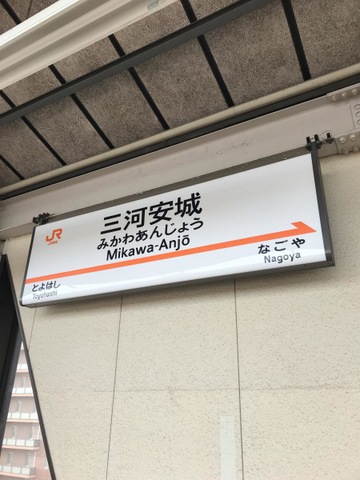 JR
三河安城
みかわあんじょう
Mikawa-Anjō
とよはし
Toyohashi
なごや
Nagoya